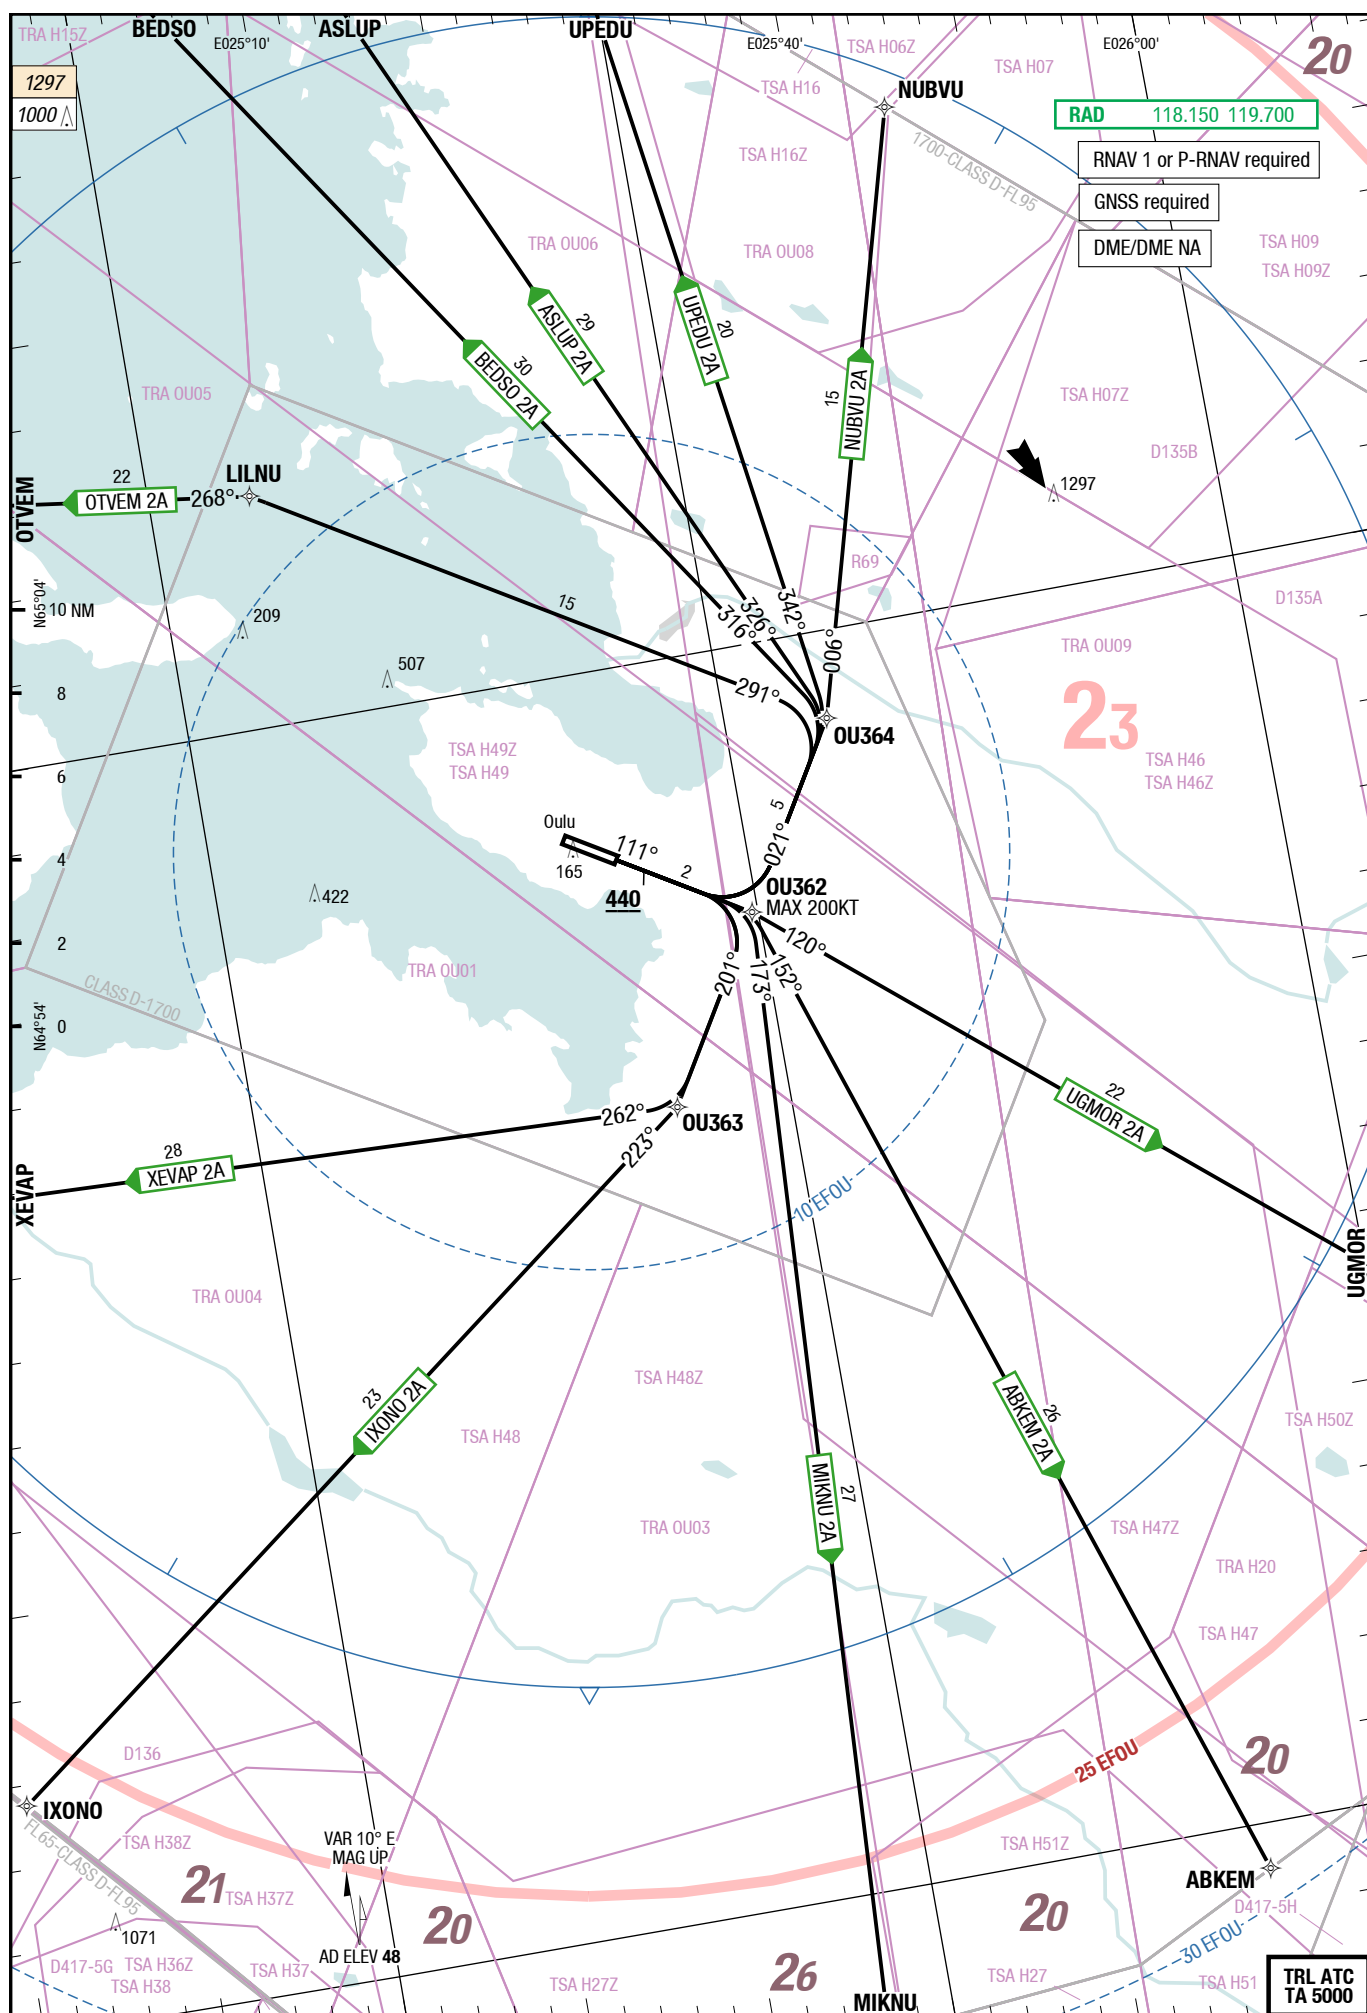 TRA H15Z
BEDSO
ASLUP
UPEDU
E025°10'
E025°40'
E026°00'
TSA H06Z
TSA H07
20
1297
1000
TSA H16
NUBVU
RAD 118.150 119.700
1700-CLASS D-FL95
RNAV 1 or P-RNAV required
GNSS required
DME/DME NA
TSA H16Z
TRA OU06
TRA OU08
TSA H09
TSA H09Z
ASLUP 2A
29
UPEDU 2A
20
BEDSO 2A
30
NUBVU 2A
15
TRA OU05
TSA H07Z
D135B
1297
OTVEM
22
OTVEM 2A
268°
LILNU
R69
D135A
N65°04'
10 NM
209
15
316°
326°
342°
006°
TRA OU09
507
291°
OU364
23
8
TSA H49Z
TSA H49
TSA H46
TSA H46Z
6
Oulu
165
111°
2
5
021°
4
440
OU362
MAX 200KT
422
120°
152°
173°
201°
2
TRA OU01
CLASS D-1700
N64°54'
0
262°
OU363
223°
22
UGMOR 2A
28
XEVAP 2A
XEVAP
10 EFOU
UGMOR
TRA OU04
TSA H48Z
23
IXONO 2A
26
ABKEM 2A
TSA H48
TSA H50Z
27
MIKNU 2A
TRA OU03
TSA H47Z
TRA H20
TSA H47
D136
25 EFOU
20
IXONO
FL65-CLASS D-FL95
TSA H38Z
VAR 10° E
MAG UP
TSA H51Z
21
TSA H37Z
ABKEM
D417-5H
20
20
1071
30 EFOU
AD ELEV 48
D417-5G
TSA H36Z
TSA H38
TSA H37
TSA H27Z
26
TSA H27
TSA H51
MIKNU
TRL ATC
TA 5000